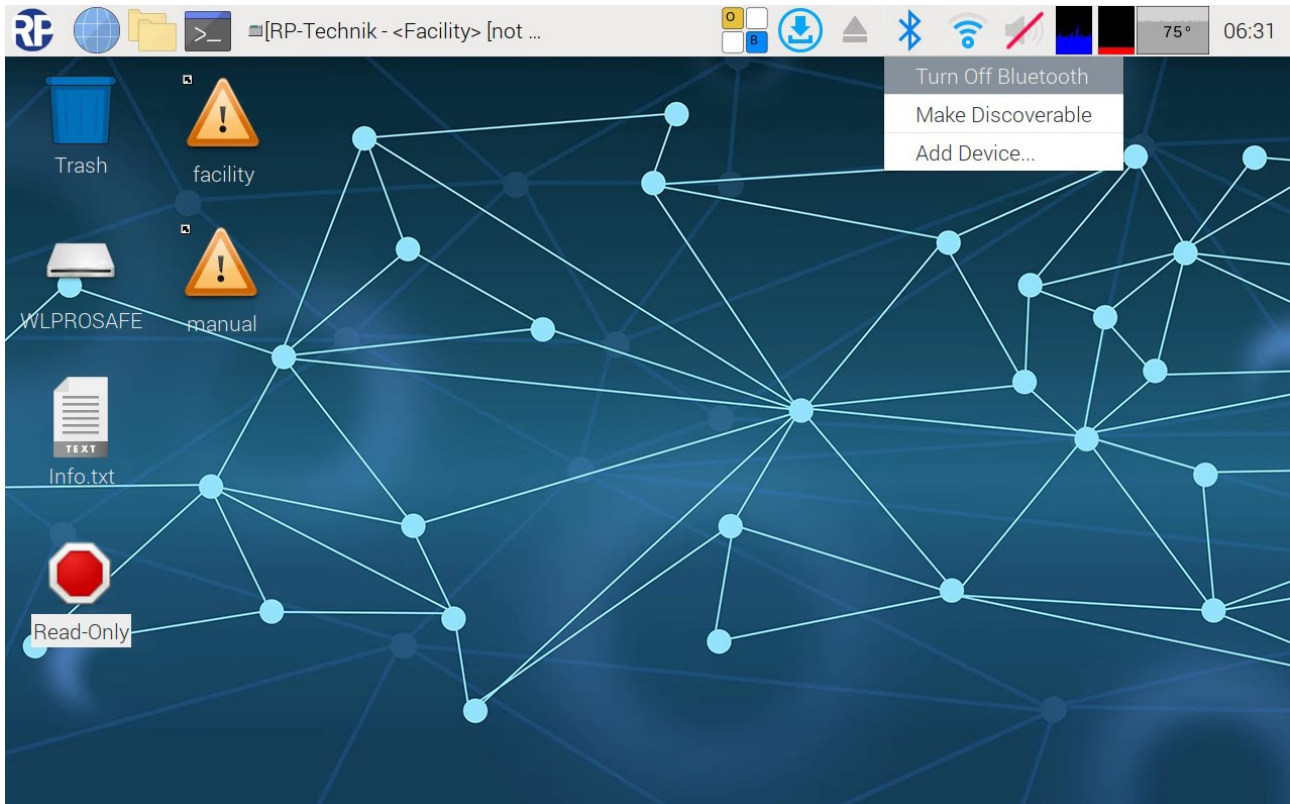 RP
>_
[RP-Technik - <Facility> [not ...
O
B
75°
06:31
Turn Off Bluetooth
Make Discoverable
Add Device...
Trash
facility
WLPROSAFE
manual
TEXT
Info.txt
Read-Only